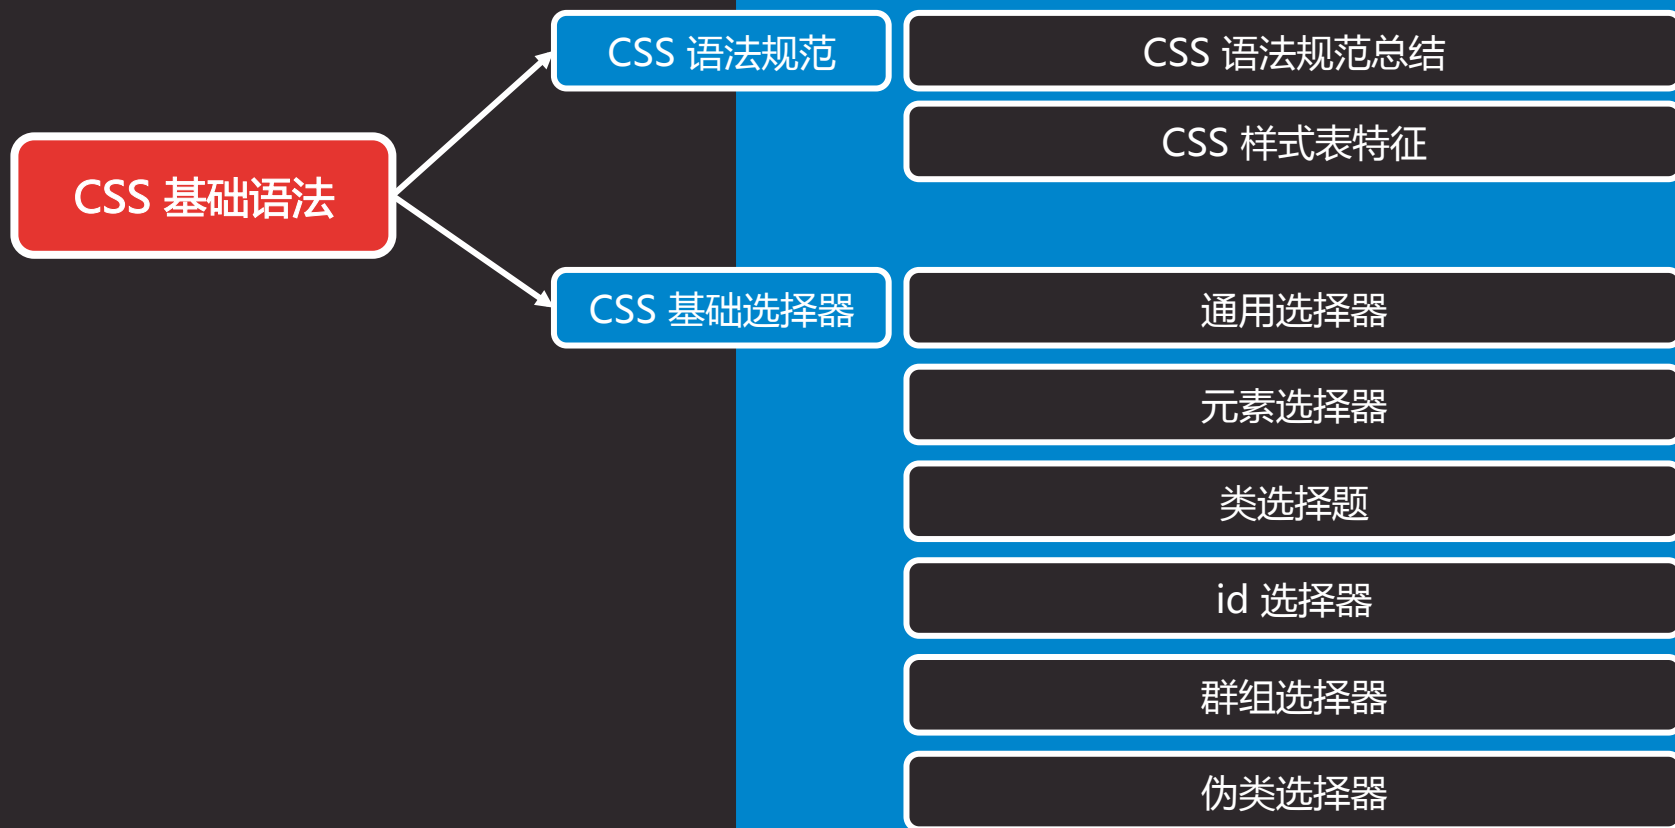 CSS 基础语法
CSS 语法规范
CSS 语法规范总结
CSS 样式表特征
CSS 基础选择器
通用选择器
元素选择器
类选择题
id 选择器
群组选择器
伪类选择器